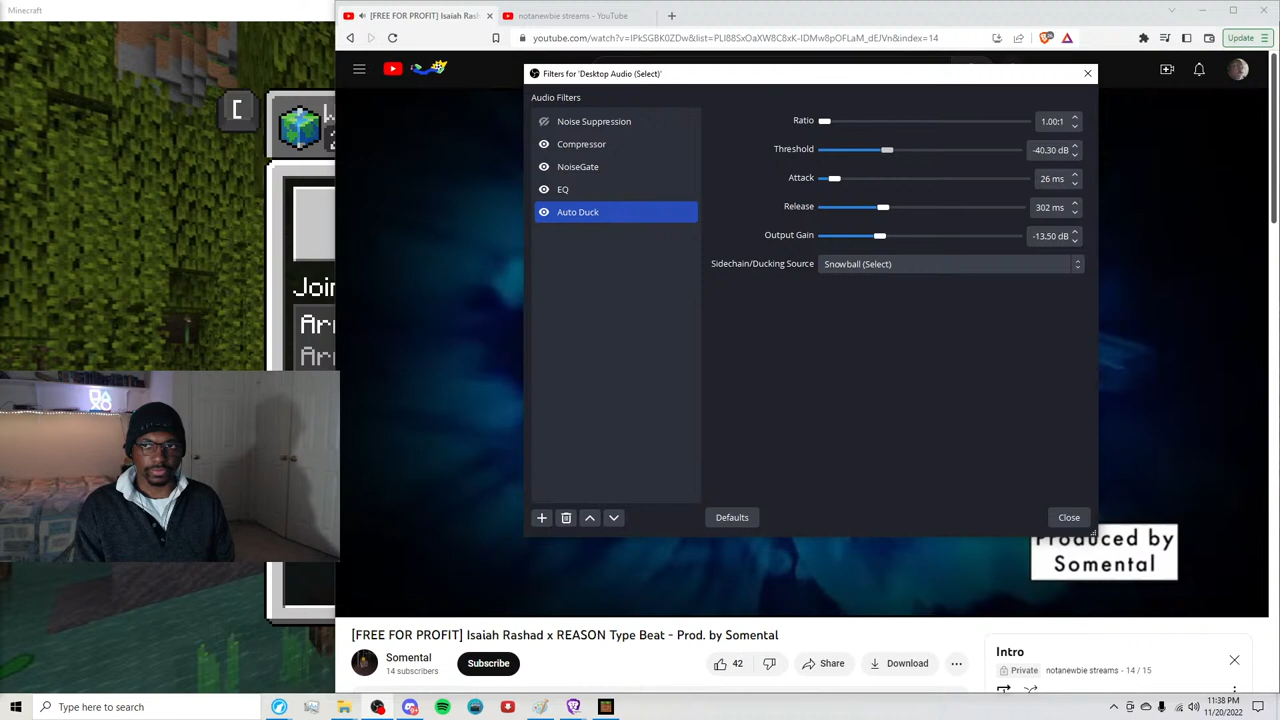 Minecraft
[FREE FOR PROFIT] Isaiah Rash
notanewbie streams - YouTube
youtube.com/watch?v=IPkSGBK0ZDw&list=PLI88SxOaXW8C8xK-IDMw8pOFLaM_dEJVn&index=14
Update
Filters for 'Desktop Audio (Select)'
Audio Filters
Noise Suppression
Compressor
NoiseGate
EQ
Auto Duck
Ratio 1.00:1
Threshold -40.30 dB
Attack 26 ms
Release 302 ms
Output Gain -13.50 dB
Sidechain/Ducking Source Snowball (Select)
Defaults
Close
Join
Produced by
Somental
[FREE FOR PROFIT] Isaiah Rashad x REASON Type Beat - Prod. by Somental
Somental
14 subscribers
Subscribe
42
Share
Download
Intro
Private notanewbie streams - 14 / 15
Type here to search
11:38 PM
11/20/2022